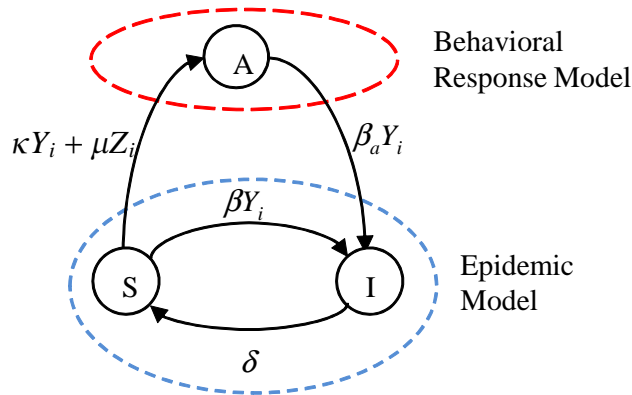 A
Behavioral
Response Model
κY_i + μZ_i
β_aY_i
βY_i
S
I
Epidemic
Model
δ